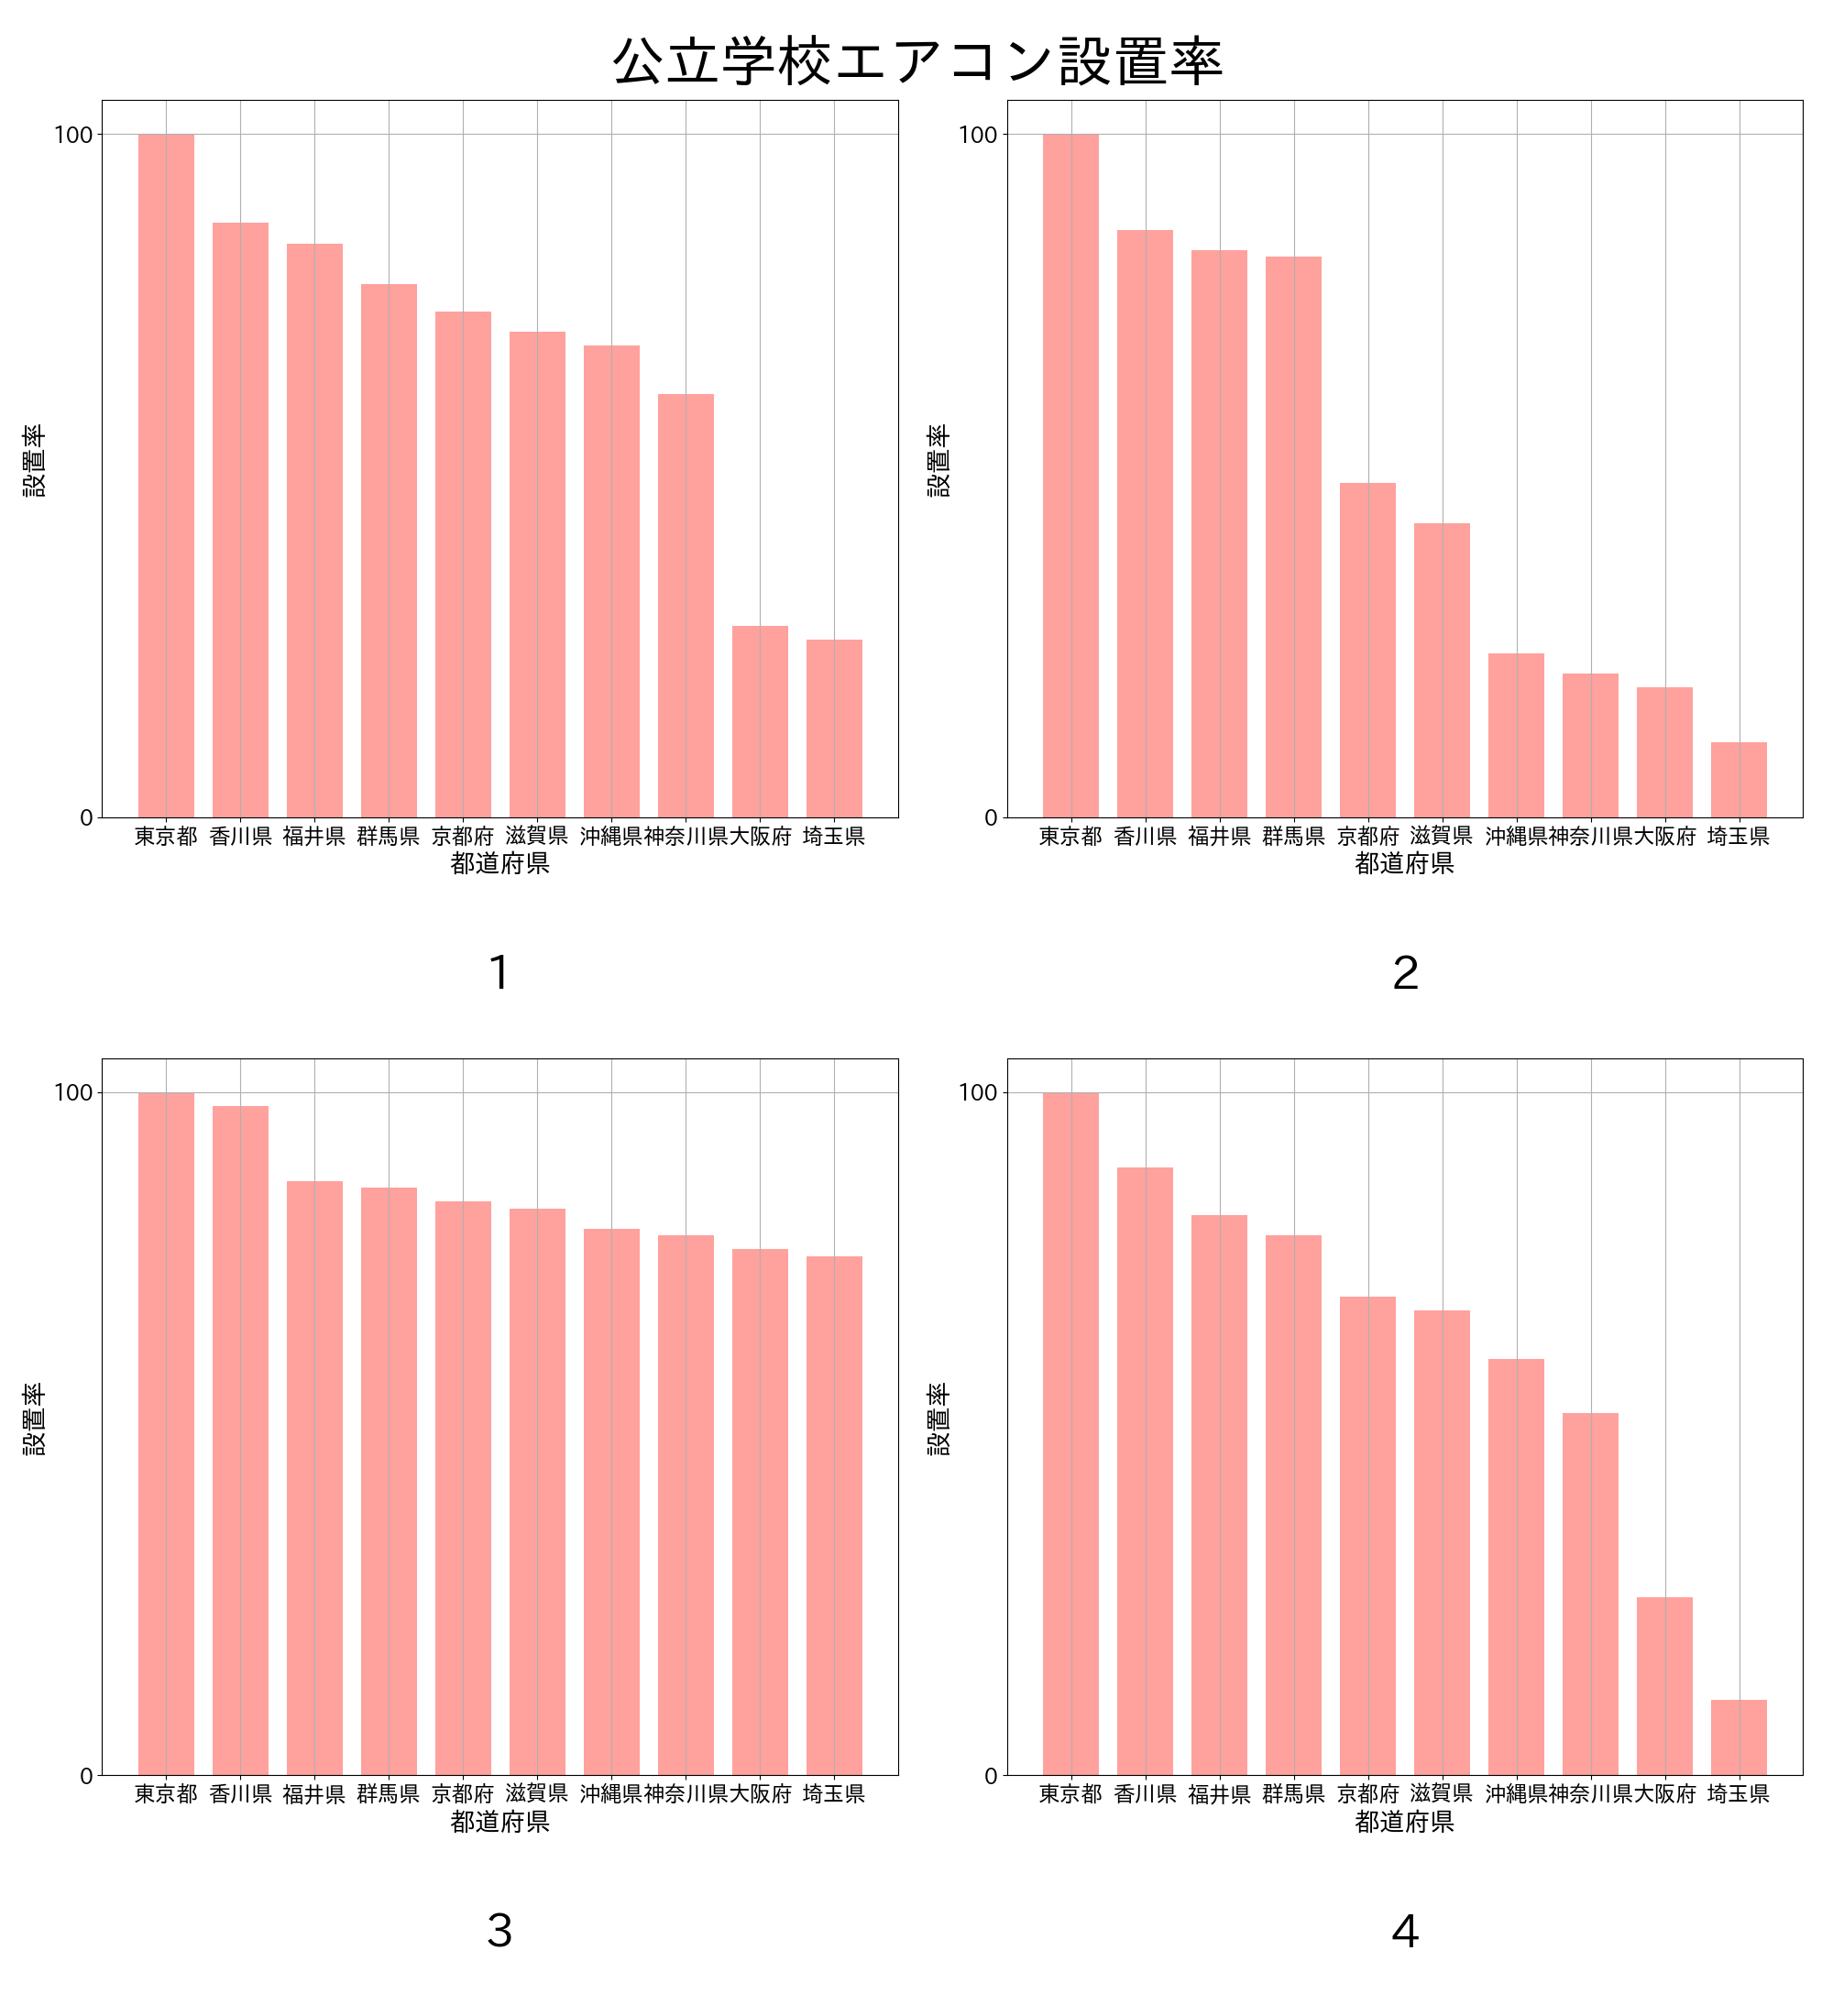 公立学校エアコン設置率
100
0
設置率
東京都 香川県 福井県 群馬県 京都府 滋賀県 沖縄県 神奈川県 大阪府 埼玉県
都道府県
1
100
0
設置率
東京都 香川県 福井県 群馬県 京都府 滋賀県 沖縄県 神奈川県 大阪府 埼玉県
都道府県
2
100
0
設置率
東京都 香川県 福井県 群馬県 京都府 滋賀県 沖縄県 神奈川県 大阪府 埼玉県
都道府県
3
100
0
設置率
東京都 香川県 福井県 群馬県 京都府 滋賀県 沖縄県 神奈川県 大阪府 埼玉県
都道府県
4